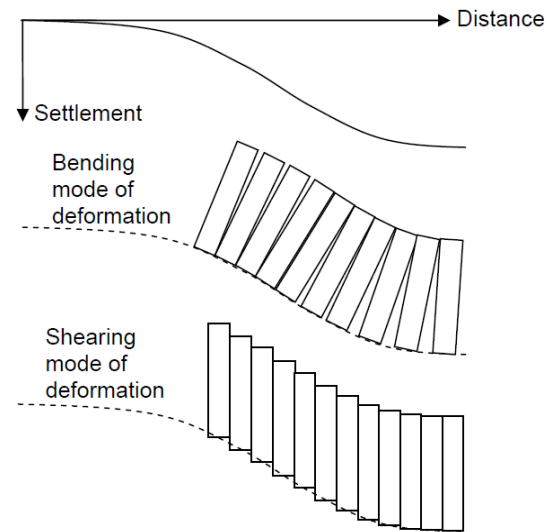 Distance
Settlement
Bending
mode of
deformation
Shearing
mode of
deformation